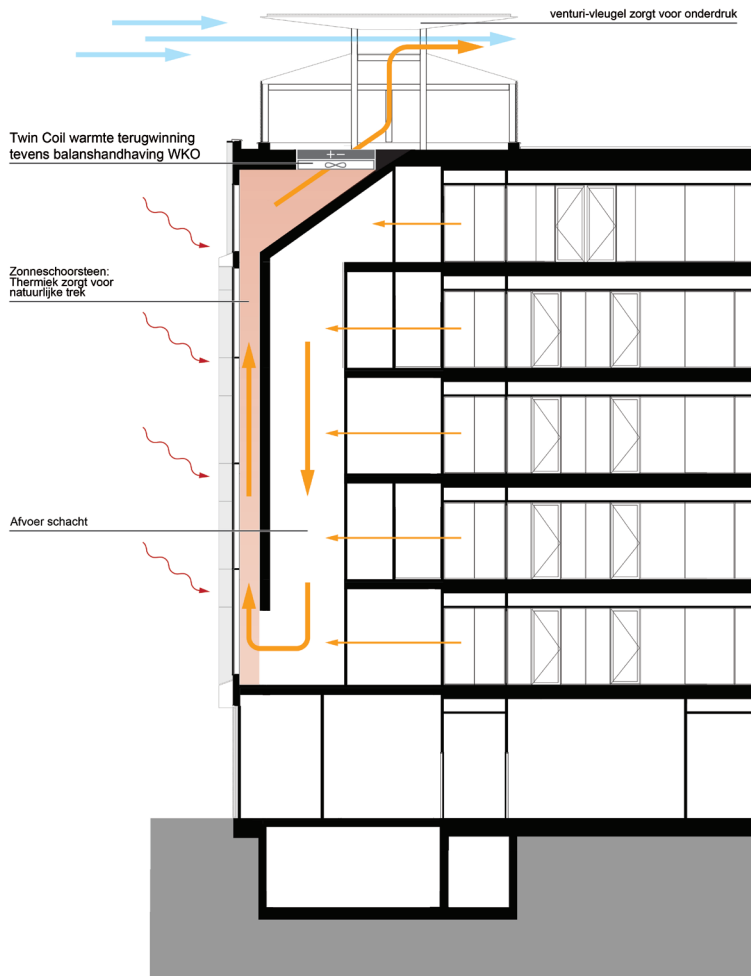 venturi-vleugel zorgt voor onderdruk
Twin Coil warmte terugwinning
tevens balanshandhaving WKO
Zonneschoorsteen:
Thermiek zorgt voor
natuurlijke trek
Afvoer schacht